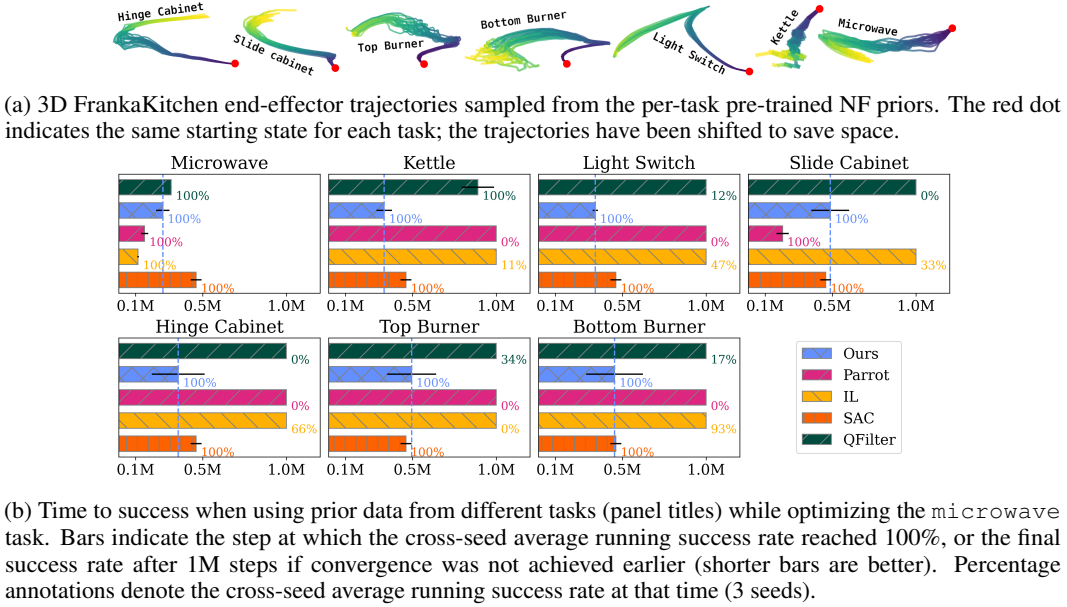 Hinge Cabinet
Slide cabinet
Top Burner
Bottom Burner
Light Switch
Kettle
Microwave
(a) 3D FrankaKitchen end-effector trajectories sampled from the per-task pre-trained NF priors. The red dot
indicates the same starting state for each task; the trajectories have been shifted to save space.
Microwave
100%
100%
100%
100%
100%
0.1M 0.5M 1.0M
Kettle
100%
100%
0%
11%
100%
0.1M 0.5M 1.0M
Light Switch
12%
100%
0%
47%
100%
0.1M 0.5M 1.0M
Slide Cabinet
0%
100%
100%
33%
100%
0.1M 0.5M 1.0M
Hinge Cabinet
0%
100%
0%
66%
100%
0.1M 0.5M 1.0M
Top Burner
34%
100%
0%
0%
100%
0.1M 0.5M 1.0M
Bottom Burner
17%
100%
0%
93%
100%
0.1M 0.5M 1.0M
Ours
Parrot
IL
SAC
QFilter
(b) Time to success when using prior data from different tasks (panel titles) while optimizing the microwave
task. Bars indicate the step at which the cross-seed average running success rate reached 100%, or the final
success rate after 1M steps if convergence was not achieved earlier (shorter bars are better). Percentage
annotations denote the cross-seed average running success rate at that time (3 seeds).